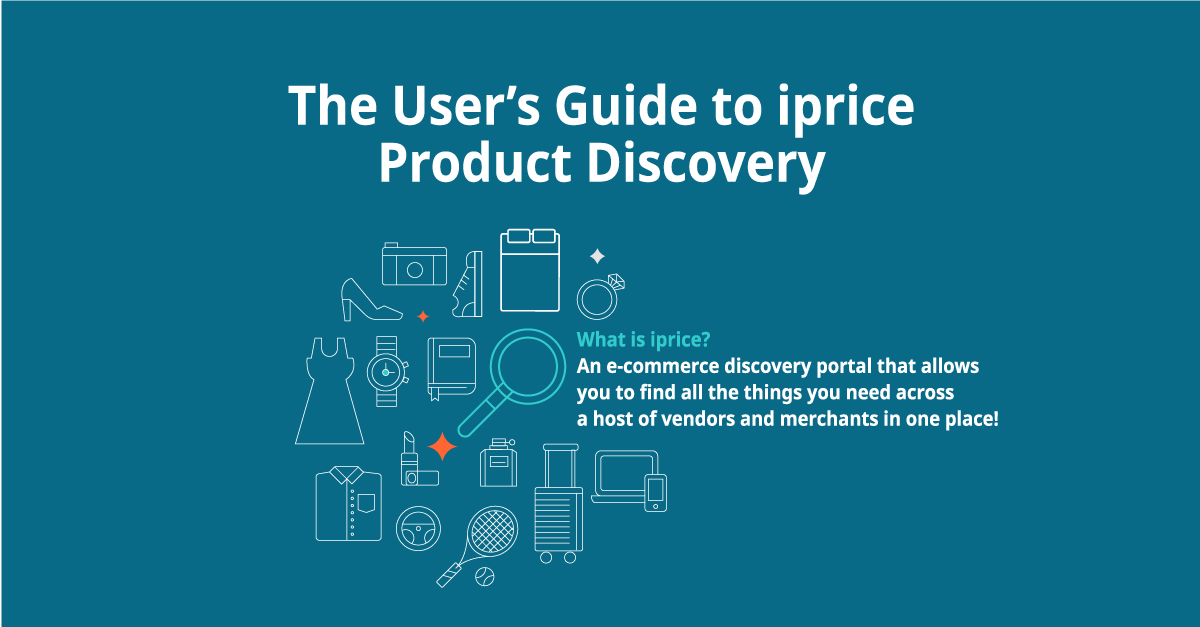 The User’s Guide to iprice
Product Discovery
What is iprice?
An e-commerce discovery portal that allows
you to find all the things you need across
a host of vendors and merchants in one place!